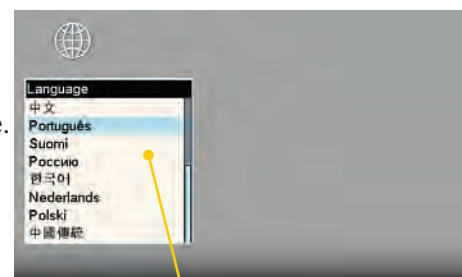 Language
中文
Português
Suomi
Россию
한국어
Nederlands
Polski
中國傳統